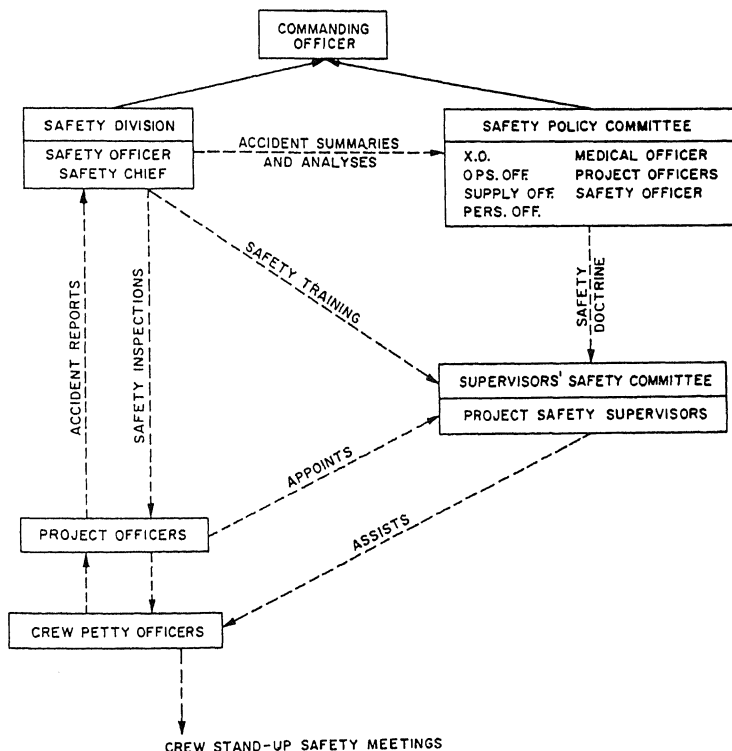 COMMANDING
OFFICER
SAFETY DIVISION
SAFETY OFFICER
SAFETY CHIEF
ACCIDENT SUMMARIES
AND ANALYSES
SAFETY POLICY COMMITTEE
X.O. MEDICAL OFFICER
OPS. OFF. PROJECT OFFICERS
SUPPLY OFF. SAFETY OFFICER
PERS. OFF.
ACCIDENT REPORTS
SAFETY INSPECTIONS
SAFETY TRAINING
SAFETY
DOCTRINE
SUPERVISORS' SAFETY COMMITTEE
PROJECT SAFETY SUPERVISORS
APPOINTS
ASSISTS
PROJECT OFFICERS
CREW PETTY OFFICERS
CREW STAND-UP SAFETY MEETINGS